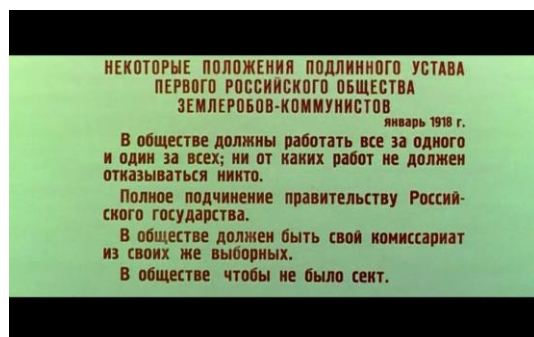 НЕКОТОРЫЕ ПОЛОЖЕНИЯ ПОДЛИННОГО УСТАВА
ПЕРВОГО РОССИЙСКОГО ОБЩЕСТВА
ЗЕМЛЕРОБОВ-КОММУНИСТОВ
январь 1918 г.
В обществе должны работать все за одного
и один за всех; ни от каких работ не должен
отказываться никто.
Полное подчинение правительству Россий-
ского государства.
В обществе должен быть свой комиссариат
из своих же выборных.
В обществе чтобы не было сект.